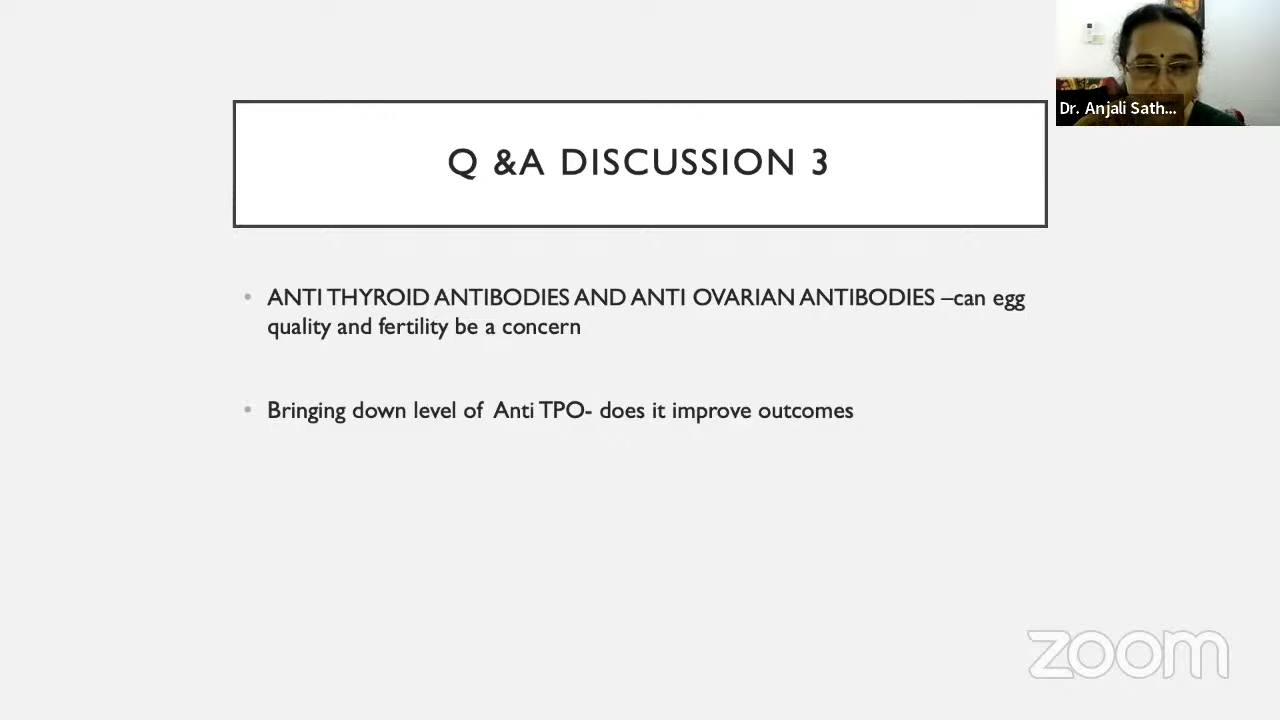 Dr. Anjali Sath...
Q &A DISCUSSION 3
• ANTI THYROID ANTIBODIES AND ANTI OVARIAN ANTIBODIES –can egg
quality and fertility be a concern
• Bringing down level of Anti TPO- does it improve outcomes
zoom